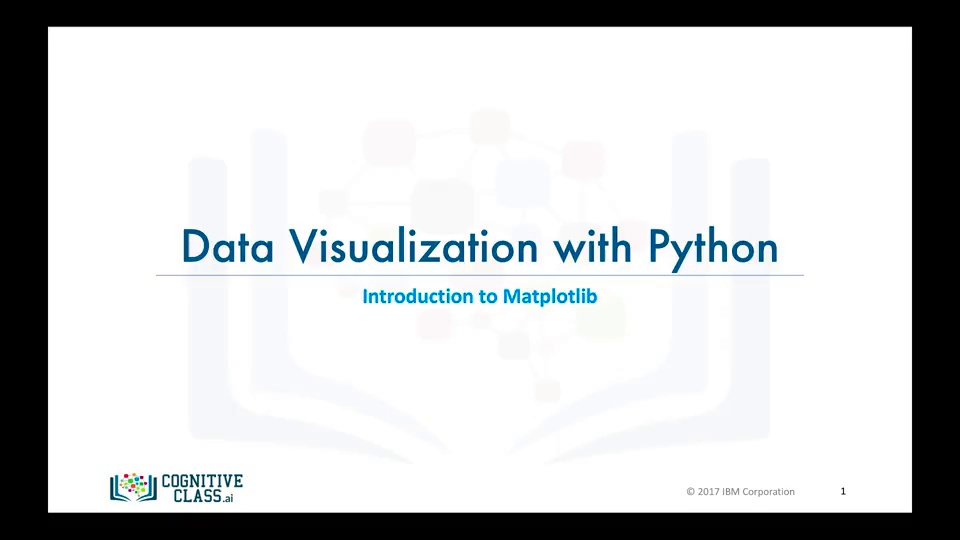 Data Visualization with Python
Introduction to Matplotlib
COGNITIVE
CLASS.ai
© 2017 IBM Corporation
1